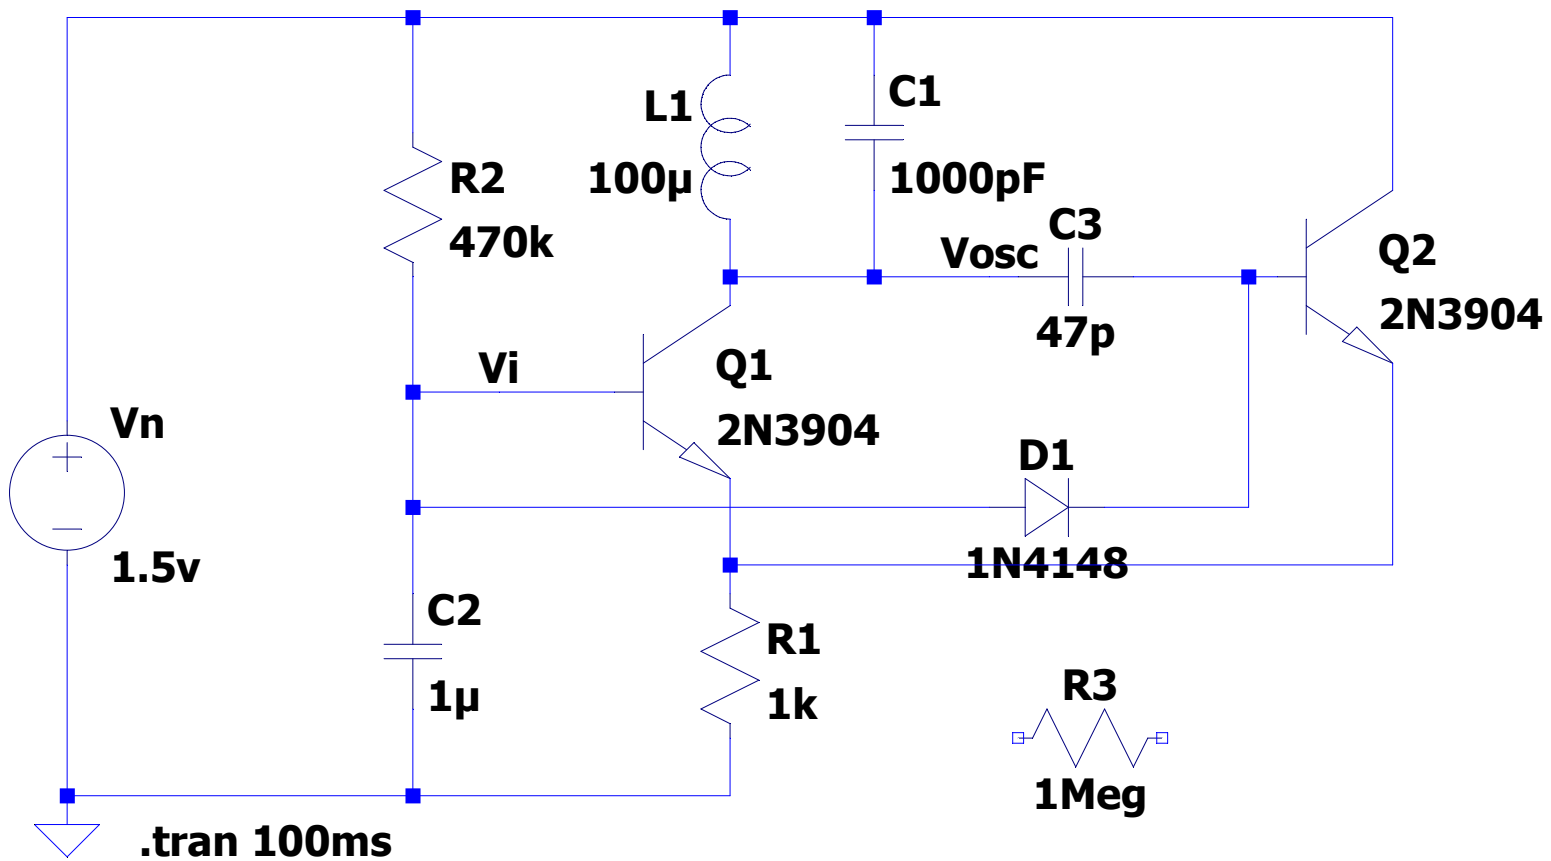 L1
100µ
C1
1000pF
R2
470k
C3
Vosc
47p
Q2
2N3904
Vi
Q1
2N3904
Vn
1.5v
D1
1N4148
C2
1µ
R1
1k
R3
1Meg
.tran 100ms